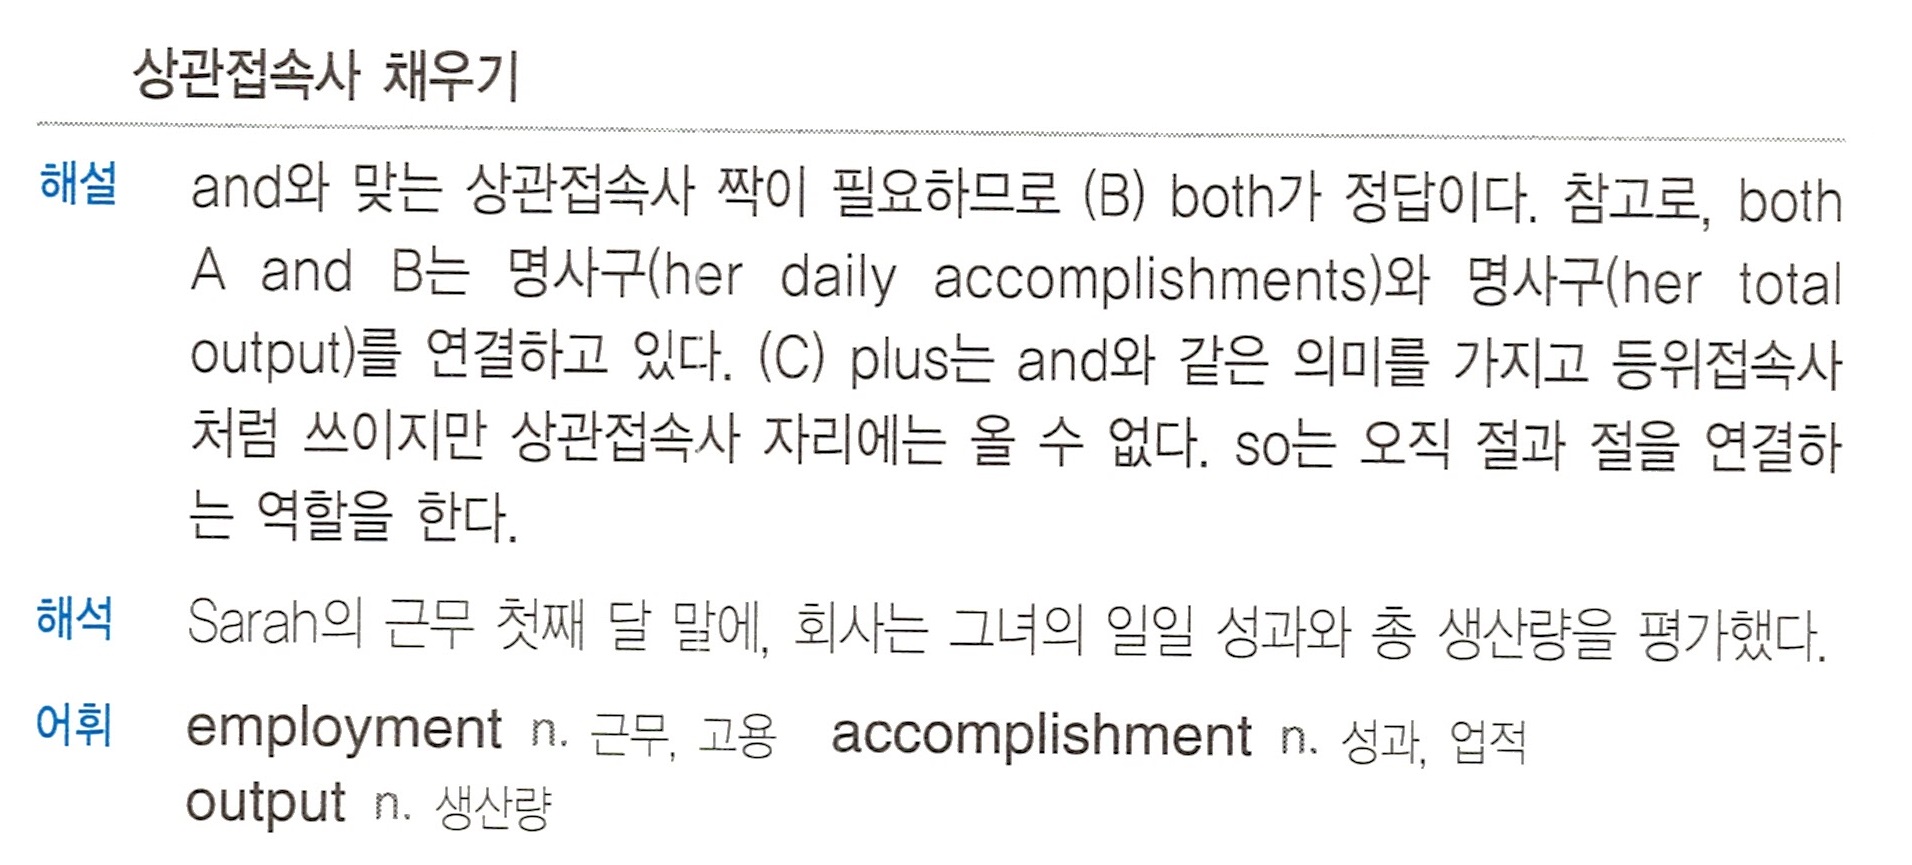 상관접속사 채우기
해설 and와 맞는 상관접속사 짝이 필요하므로 (B) both가 정답이다. 참고로, both
A and B는 명사구(her daily accomplishments)와 명사구(her total
output)를 연결하고 있다. (C) plus는 and와 같은 의미를 가지고 등위접속사
처럼 쓰이지만 상관접속사 자리에는 올 수 없다. so는 오직 절과 절을 연결하
는 역할을 한다.
해석 Sarah의 근무 첫째 달 말에, 회사는 그녀의 일일 성과와 총 생산량을 평가했다.
어휘 employment n. 근무, 고용 accomplishment n. 성과, 업적
output n. 생산량